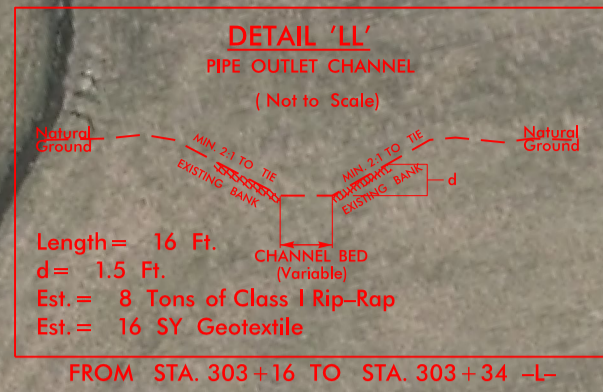 DETAIL 'LL'
PIPE OUTLET CHANNEL
( Not to Scale)
Natural
Ground
MIN. 2:1 TO TIE
EXISTING BANK
MIN. 2:1 TO TIE
EXISTING BANK
d
Natural
Ground
CHANNEL BED
(Variable)
Length= 16 Ft.
d= 1.5 Ft.
Est.= 8 Tons of Class I Rip-Rap
Est.= 16 SY Geotextile
FROM STA. 303+16 TO STA. 303+34 -L-